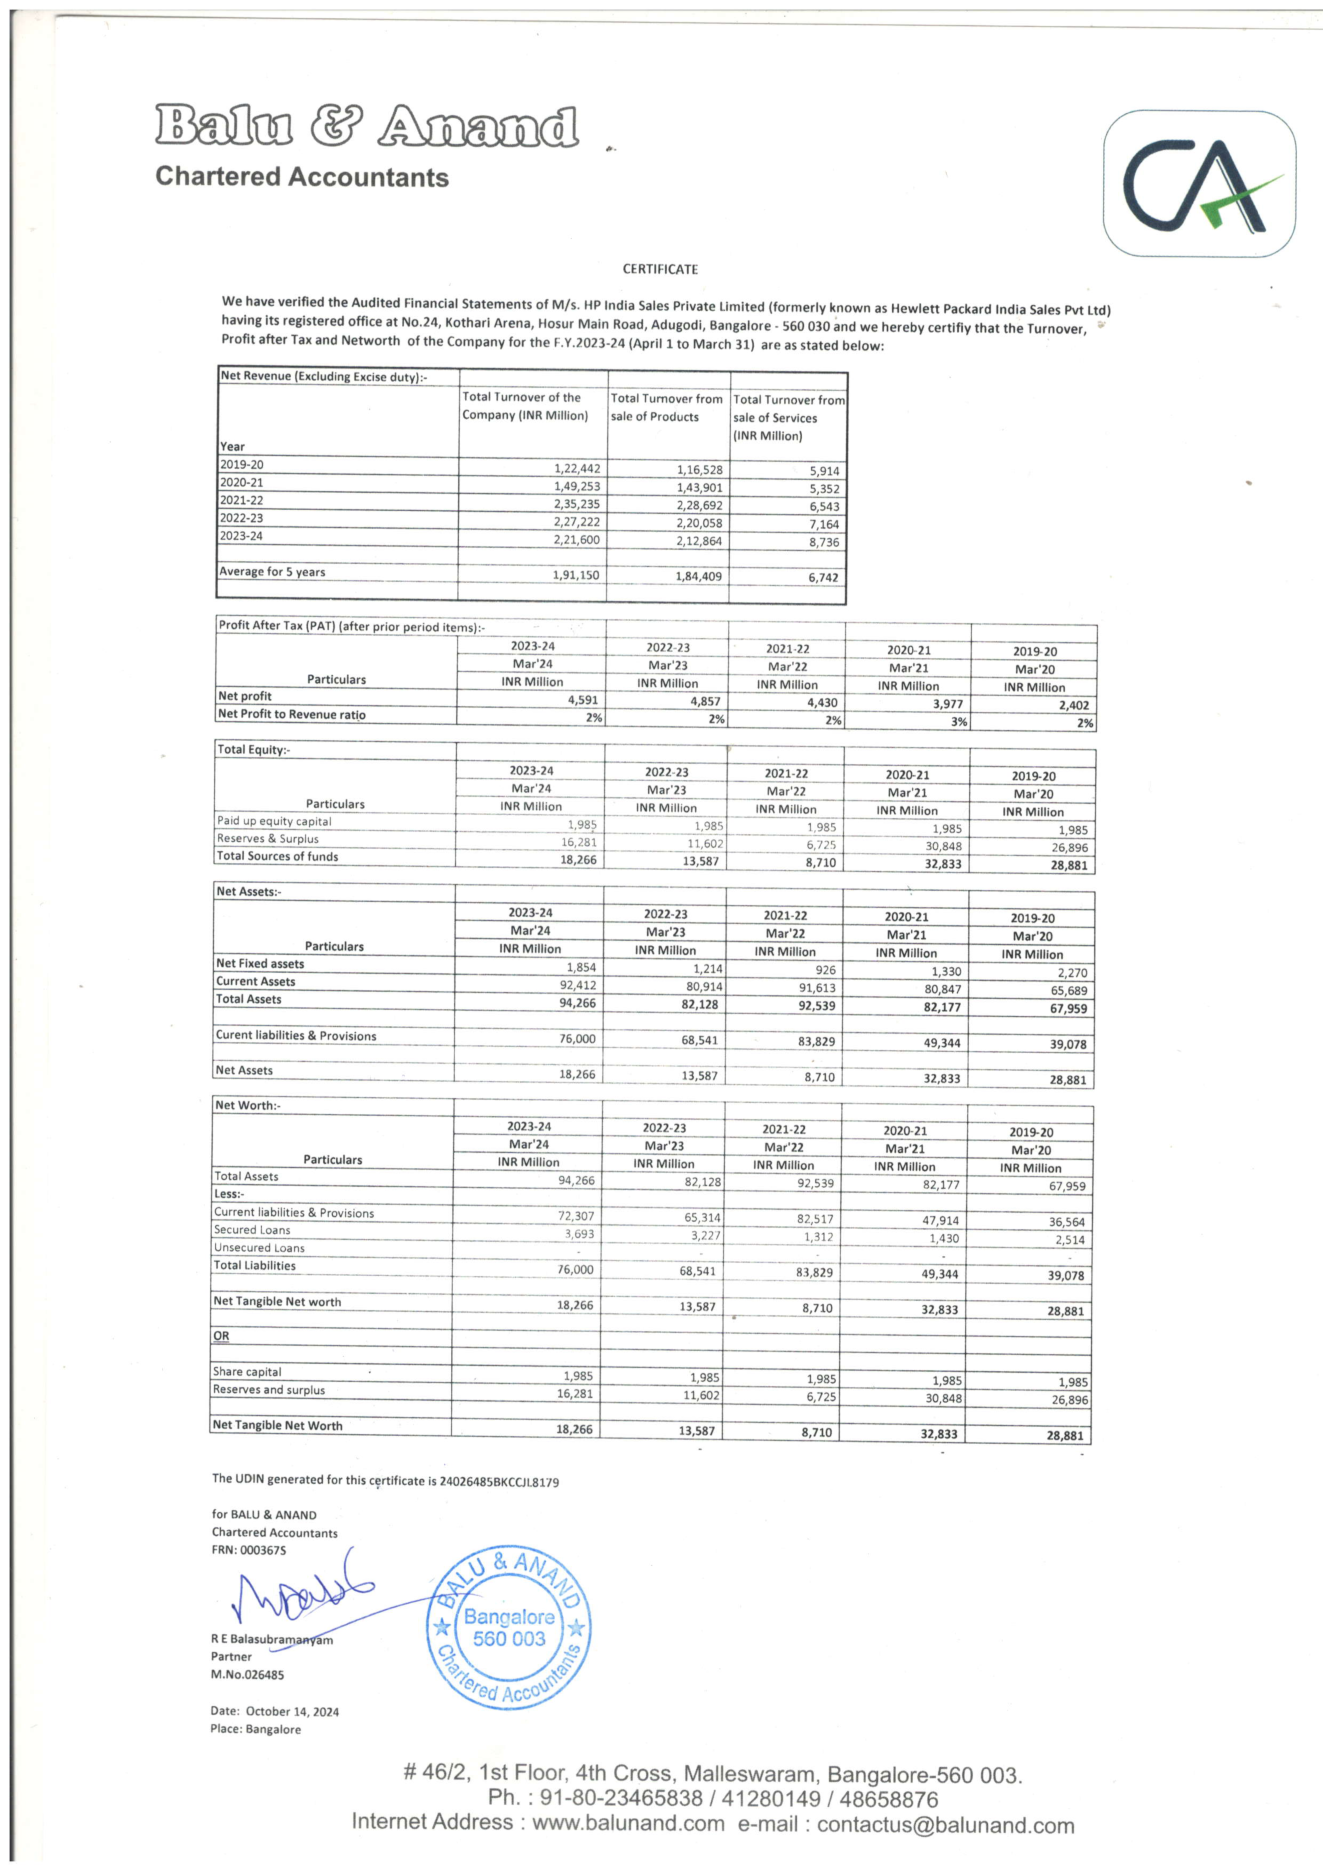 Balu & Anand
Chartered Accountants
CA
CERTIFICATE
We have verified the Audited Financial Statements of M/s. HP India Sales Private Limited (formerly known as Hewlett Packard India Sales Pvt Ltd)
having its registered office at No.24, Kothari Arena, Hosur Main Road, Adugodi, Bangalore - 560 030 and we hereby certifiy that the Turnover,
Profit after Tax and Networth of the Company for the F.Y.2023-24 (April 1 to March 31) are as stated below:
Net Revenue (Excluding Excise duty):-
Year Total Turnover of the Company (INR Million) Total Turnover from sale of Products Total Turnover from sale of Services (INR Million)
2019-20 1,22,442 1,16,528 5,914
2020-21 1,49,253 1,43,901 5,352
2021-22 2,35,235 2,28,692 6,543
2022-23 2,27,222 2,20,058 7,164
2023-24 2,21,600 2,12,864 8,736
Average for 5 years 1,91,150 1,84,409 6,742
Profit After Tax (PAT) (after prior period items):-
2023-24 2022-23 2021-22 2020-21 2019-20
Mar'24 Mar'23 Mar'22 Mar'21 Mar'20
Particulars INR Million INR Million INR Million INR Million INR Million
Net profit 4,591 4,857 4,430 3,977 2,402
Net Profit to Revenue ratio 2% 2% 2% 3% 2%
Total Equity:-
2023-24 2022-23 2021-22 2020-21 2019-20
Mar'24 Mar'23 Mar'22 Mar'21 Mar'20
Particulars INR Million INR Million INR Million INR Million INR Million
Paid up equity capital 1,985 1,985 1,985 1,985 1,985
Reserves & Surplus 16,281 11,602 6,725 30,848 26,896
Total Sources of funds 18,266 13,587 8,710 32,833 28,881
Net Assets:-
2023-24 2022-23 2021-22 2020-21 2019-20
Mar'24 Mar'23 Mar'22 Mar'21 Mar'20
Particulars INR Million INR Million INR Million INR Million INR Million
Net Fixed assets 1,854 1,214 926 1,330 2,270
Current Assets 92,412 80,914 91,613 80,847 65,689
Total Assets 94,266 82,128 92,539 82,177 67,959
Curent liabilities & Provisions 76,000 68,541 83,829 49,344 39,078
Net Assets 18,266 13,587 8,710 32,833 28,881
Net Worth:-
2023-24 2022-23 2021-22 2020-21 2019-20
Mar'24 Mar'23 Mar'22 Mar'21 Mar'20
Particulars INR Million INR Million INR Million INR Million INR Million
Total Assets 94,266 82,128 92,539 82,177 67,959
Less:-
Current liabilities & Provisions 72,307 65,314 82,517 47,914 36,564
Secured Loans 3,693 3,227 1,312 1,430 2,514
Unsecured Loans - - - - -
Total Liabilities 76,000 68,541 83,829 49,344 39,078
Net Tangible Net worth 18,266 13,587 8,710 32,833 28,881
OR
Share capital 1,985 1,985 1,985 1,985 1,985
Reserves and surplus 16,281 11,602 6,725 30,848 26,896
Net Tangible Net Worth 18,266 13,587 8,710 32,833 28,881
The UDIN generated for this certificate is 24026485BKCCJL8179
for BALU & ANAND
Chartered Accountants
FRN: 000367S
BALU & ANAND
Bangalore
560 003
Chartered Accountants
R E Balasubramanyam
Partner
M.No.026485
Date: October 14, 2024
Place: Bangalore
# 46/2, 1st Floor, 4th Cross, Malleswaram, Bangalore-560 003.
Ph. : 91-80-23465838 / 41280149 / 48658876
Internet Address : www.balunand.com e-mail : contactus@balunand.com